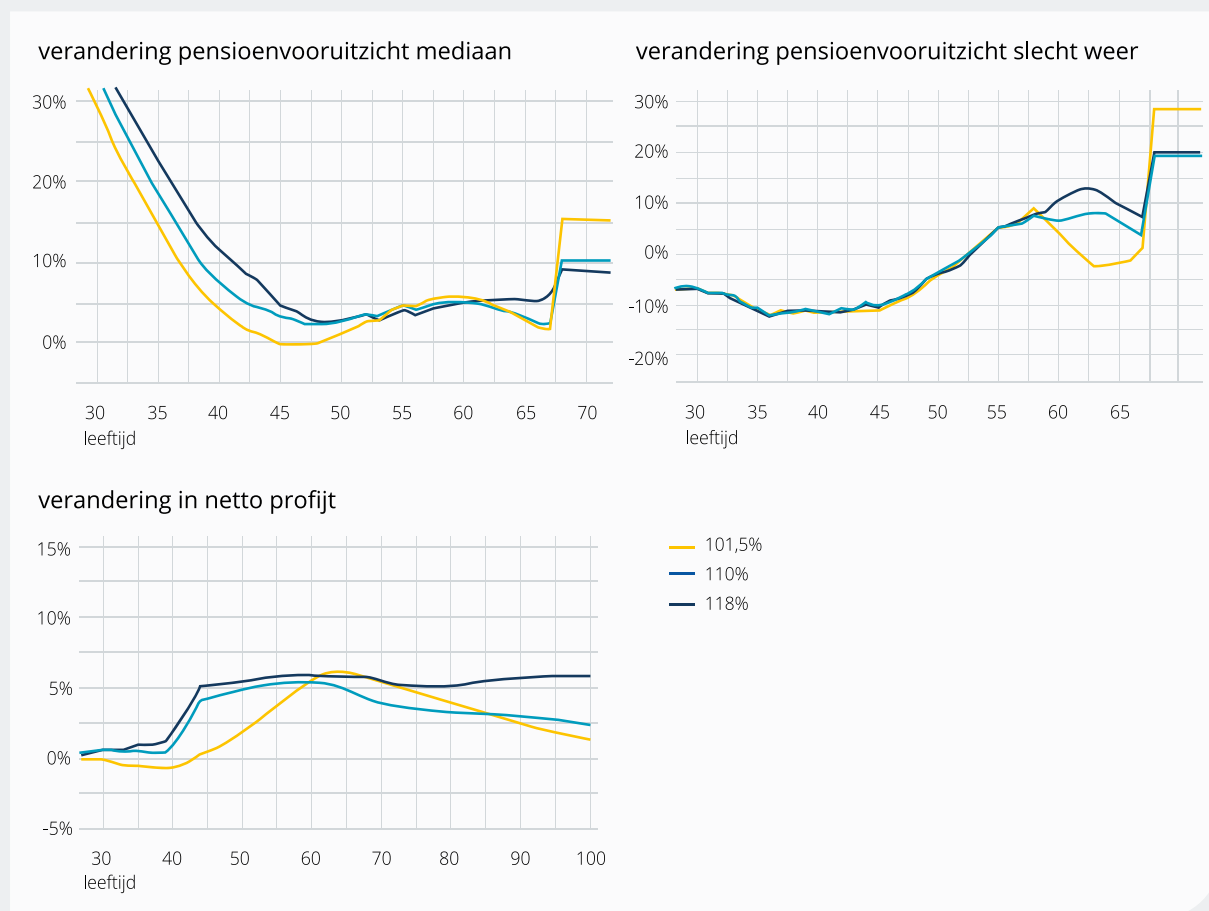 verandering pensioenvooruitzicht mediaan
30%
20%
10%
0%
30 35 40 45 50 55 60 65 70
leeftijd
verandering pensioenvooruitzicht slecht weer
30%
20%
10%
0%
-10%
-20%
30 35 40 45 50 55 60 65
leeftijd
verandering in netto profijt
15%
10%
5%
0%
-5%
30 40 50 60 70 80 90 100
leeftijd
101,5%
110%
118%